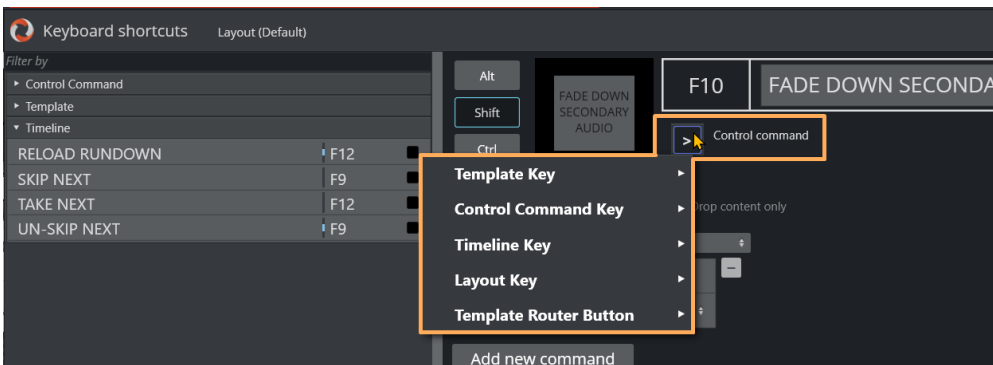 Keyboard shortcuts Layout (Default)
Filter by
Control Command
Template
Timeline
RELOAD RUNDOWN F12
SKIP NEXT F9
TAKE NEXT F12
UN-SKIP NEXT F9
Alt
Shift
Ctrl
FADE DOWN
SECONDARY
AUDIO
F10 FADE DOWN SECONDA
> Control command
Template Key
Control Command Key
Timeline Key
Layout Key
Template Router Button
Drop content only
Add new command